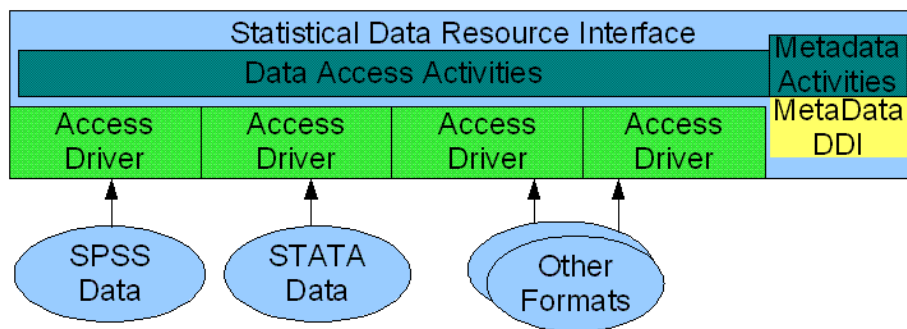 Statistical Data Resource Interface
Data Access Activities
Metadata
Activities
MetaData
DDI
Access
Driver
Access
Driver
Access
Driver
Access
Driver
SPSS
Data
STATA
Data
Other
Formats